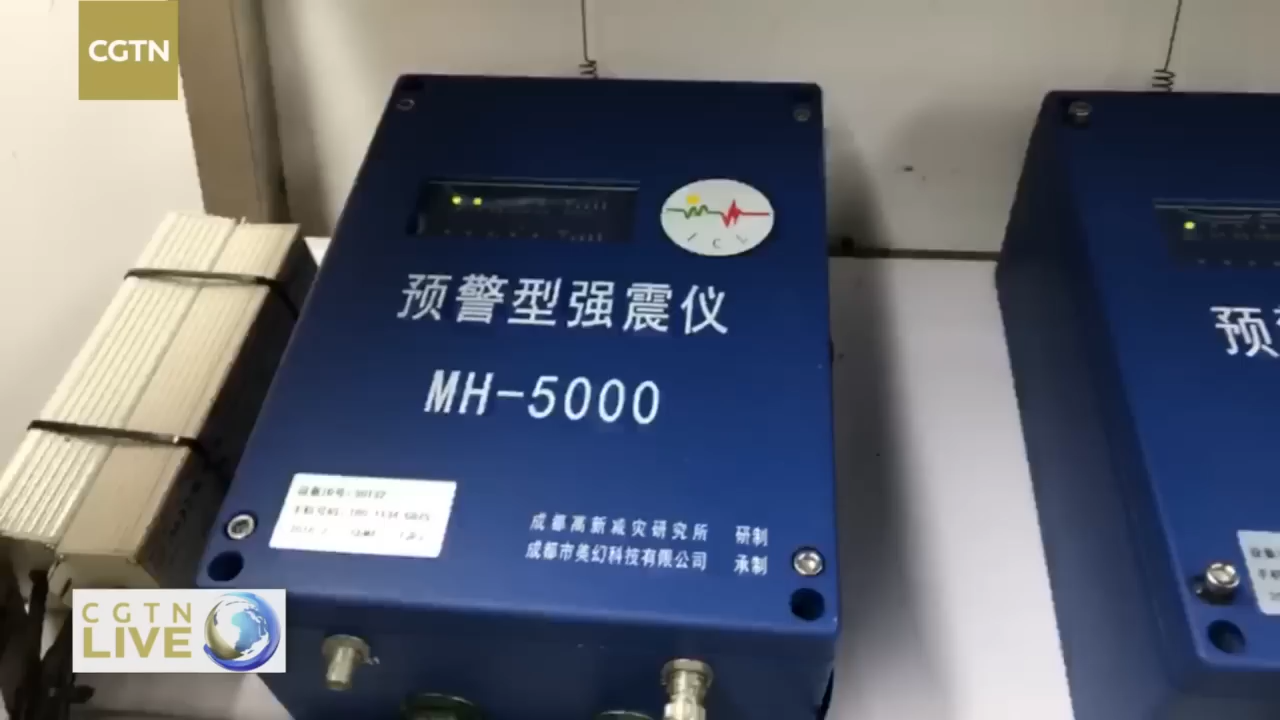 CGTN
预警型强震仪
MH-5000
成都高新减灾研究所 研制
成都市美幻科技有限公司 承制
预
CGTN
LIVE